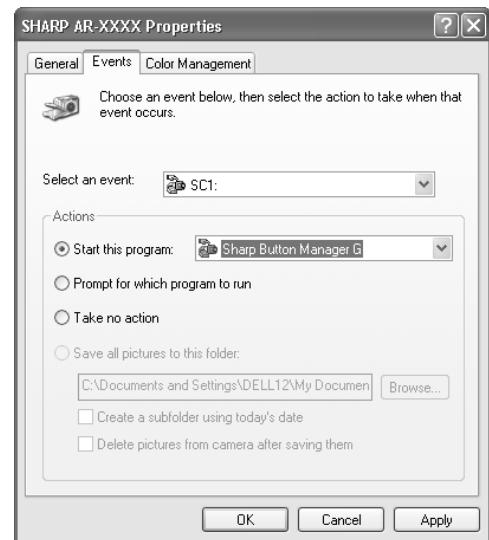 SHARP AR-XXXX Properties
General Events Color Management
Choose an event below, then select the action to take when that
event occurs.
Select an event: SC1:
Actions
Start this program: Sharp Button Manager G
Prompt for which program to run
Take no action
Save all pictures to this folder:
C:\Documents and Settings\DELL12\My Documen Browse...
Create a subfolder using today's date
Delete pictures from camera after saving them
OK Cancel Apply